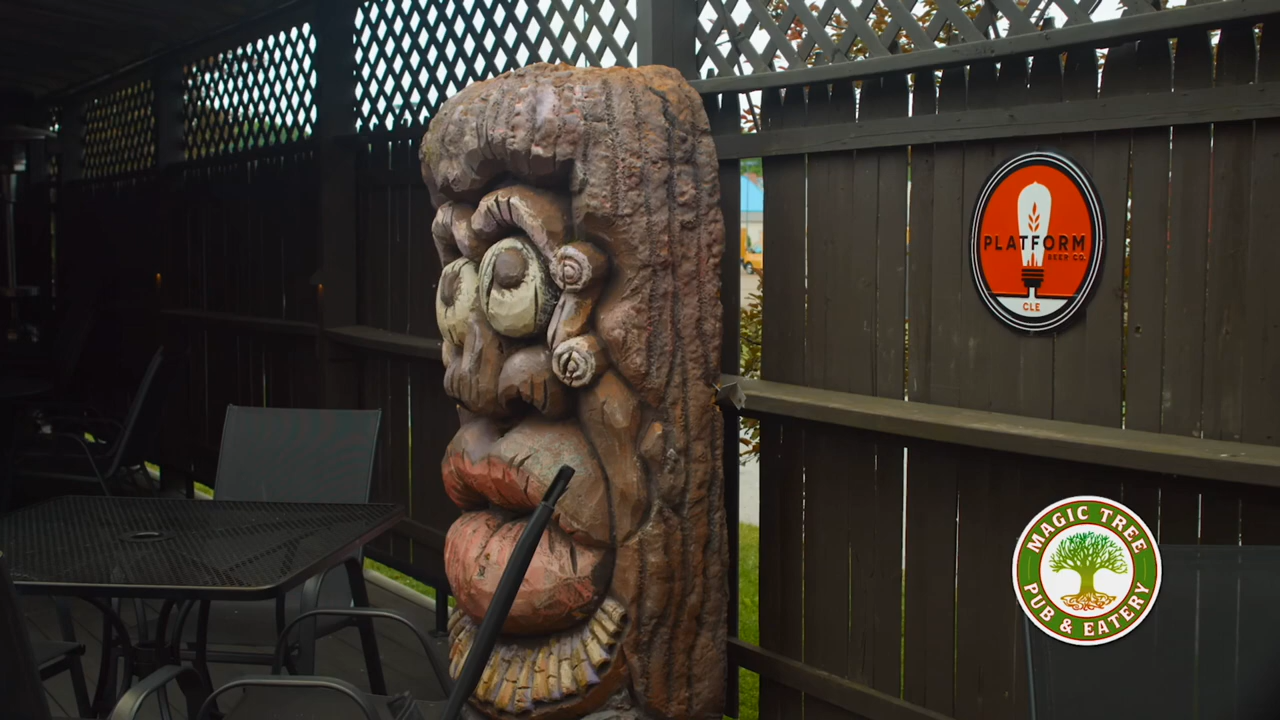 PLATFORM
BEER CO.
CLE
MAGIC TREE
PUB & EATERY